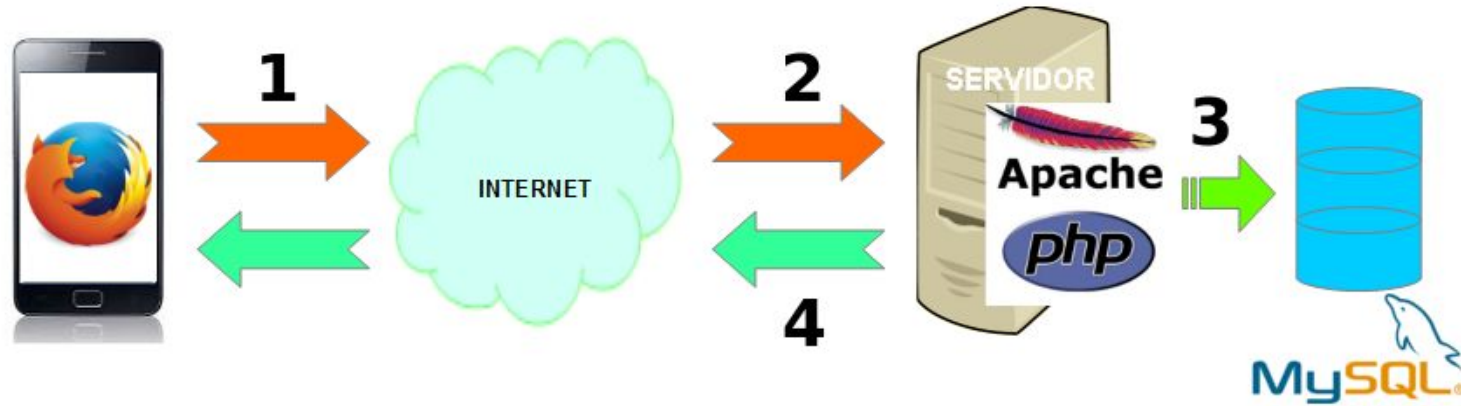 1
2
SERVIDOR
3
Apache
INTERNET
php
4
MySQL®